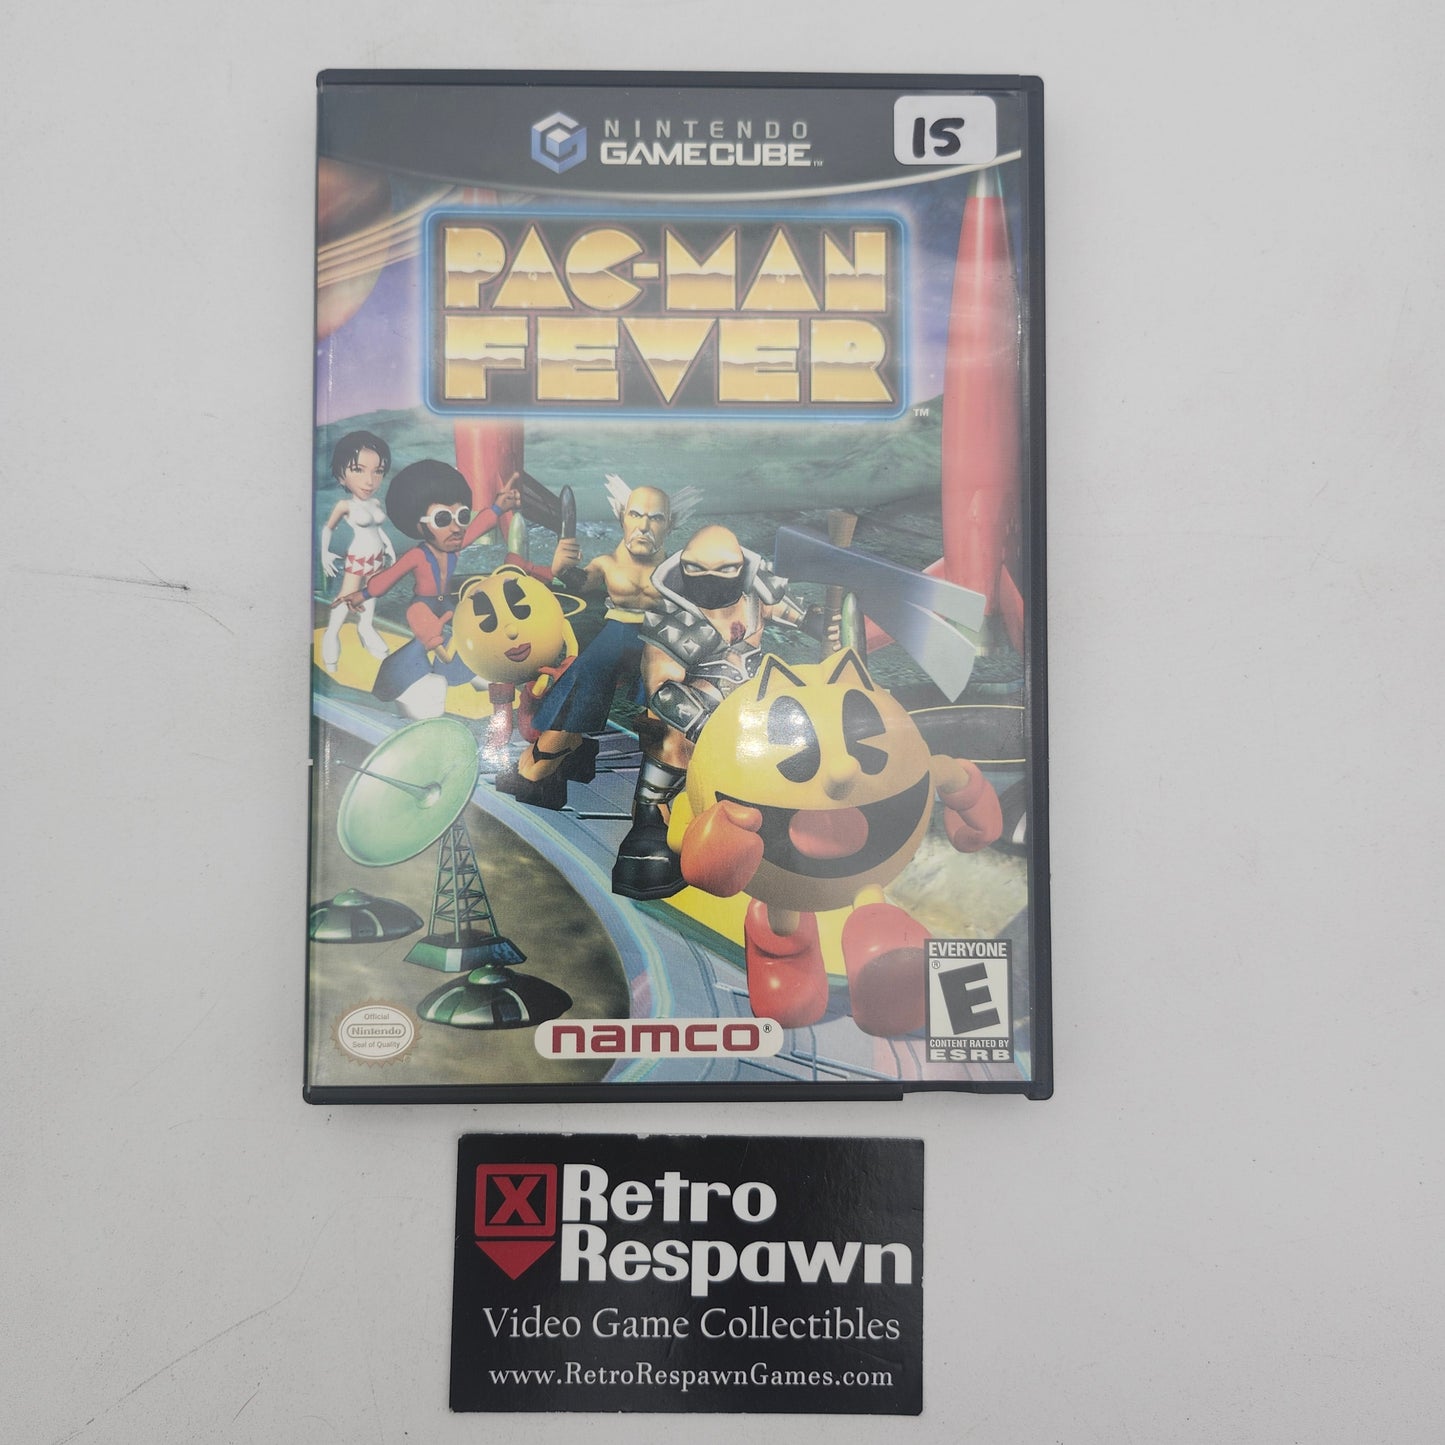 NINTENDO
GAMECUBE™
15
PAC-MAN
FEVER
™
EVERYONE
E
®
CONTENT RATED BY
ESRB
Official
Nintendo
Seal of Quality
namco®
X
Retro
Respawn
Video Game Collectibles
www.RetroRespawnGames.com